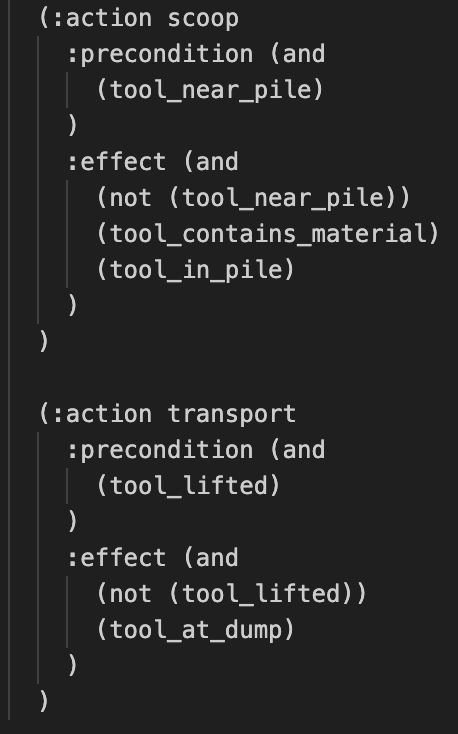 (:action scoop
:precondition (and
(tool_near_pile)
)
:effect (and
(not (tool_near_pile))
(tool_contains_material)
(tool_in_pile)
)
)
(:action transport
:precondition (and
(tool_lifted)
)
:effect (and
(not (tool_lifted))
(tool_at_dump)
)
)